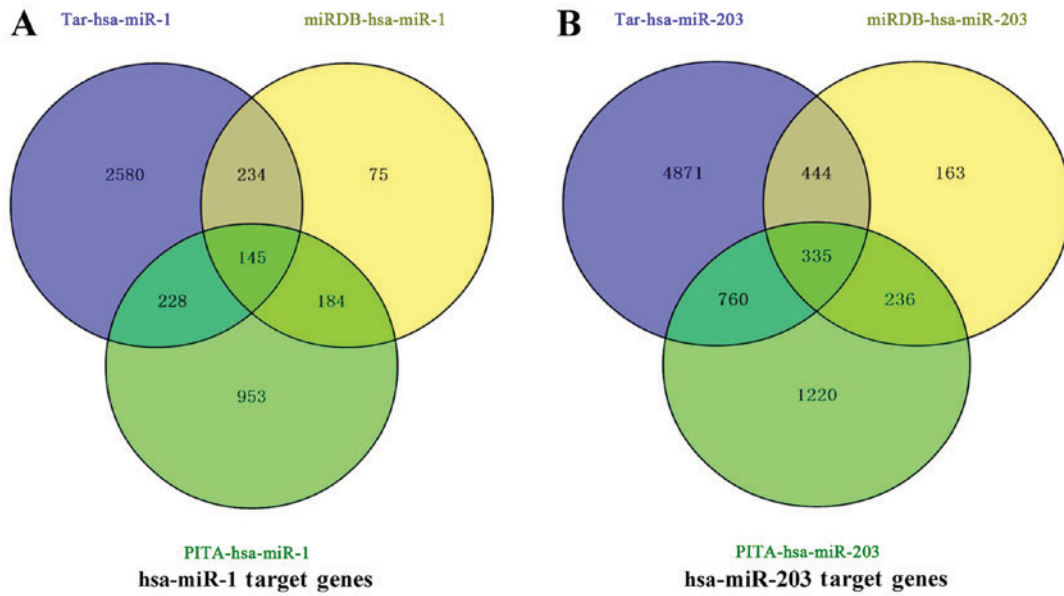 A
Tar-hsa-miR-1
miRDB-hsa-miR-1
2580
234
75
145
228
184
953
PITA-hsa-miR-1
hsa-miR-1 target genes
B
Tar-hsa-miR-203
miRDB-hsa-miR-203
4871
444
163
335
760
236
1220
PITA-hsa-miR-203
hsa-miR-203 target genes